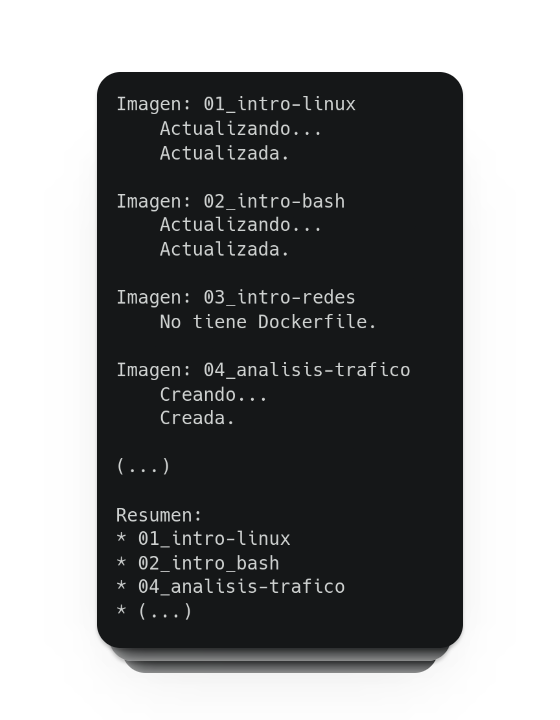 Imagen: 01_intro-linux
Actualizando...
Actualizada.
Imagen: 02_intro-bash
Actualizando...
Actualizada.
Imagen: 03_intro-redes
No tiene Dockerfile.
Imagen: 04_analisis-trafico
Creando...
Creada.
(...)
Resumen:
* 01_intro-linux
* 02_intro_bash
* 04_analisis-trafico
* (...)